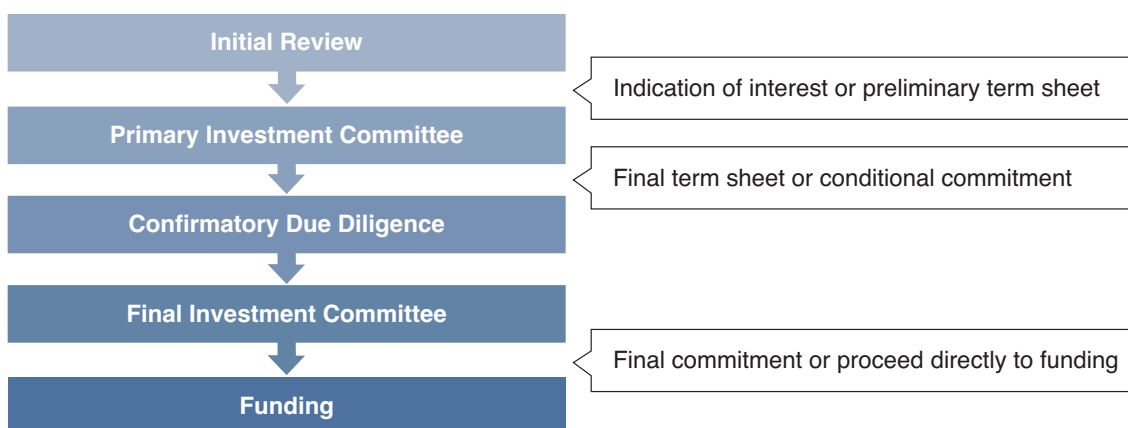 Initial Review
Indication of interest or preliminary term sheet
Primary Investment Committee
Final term sheet or conditional commitment
Confirmatory Due Diligence
Final Investment Committee
Final commitment or proceed directly to funding
Funding